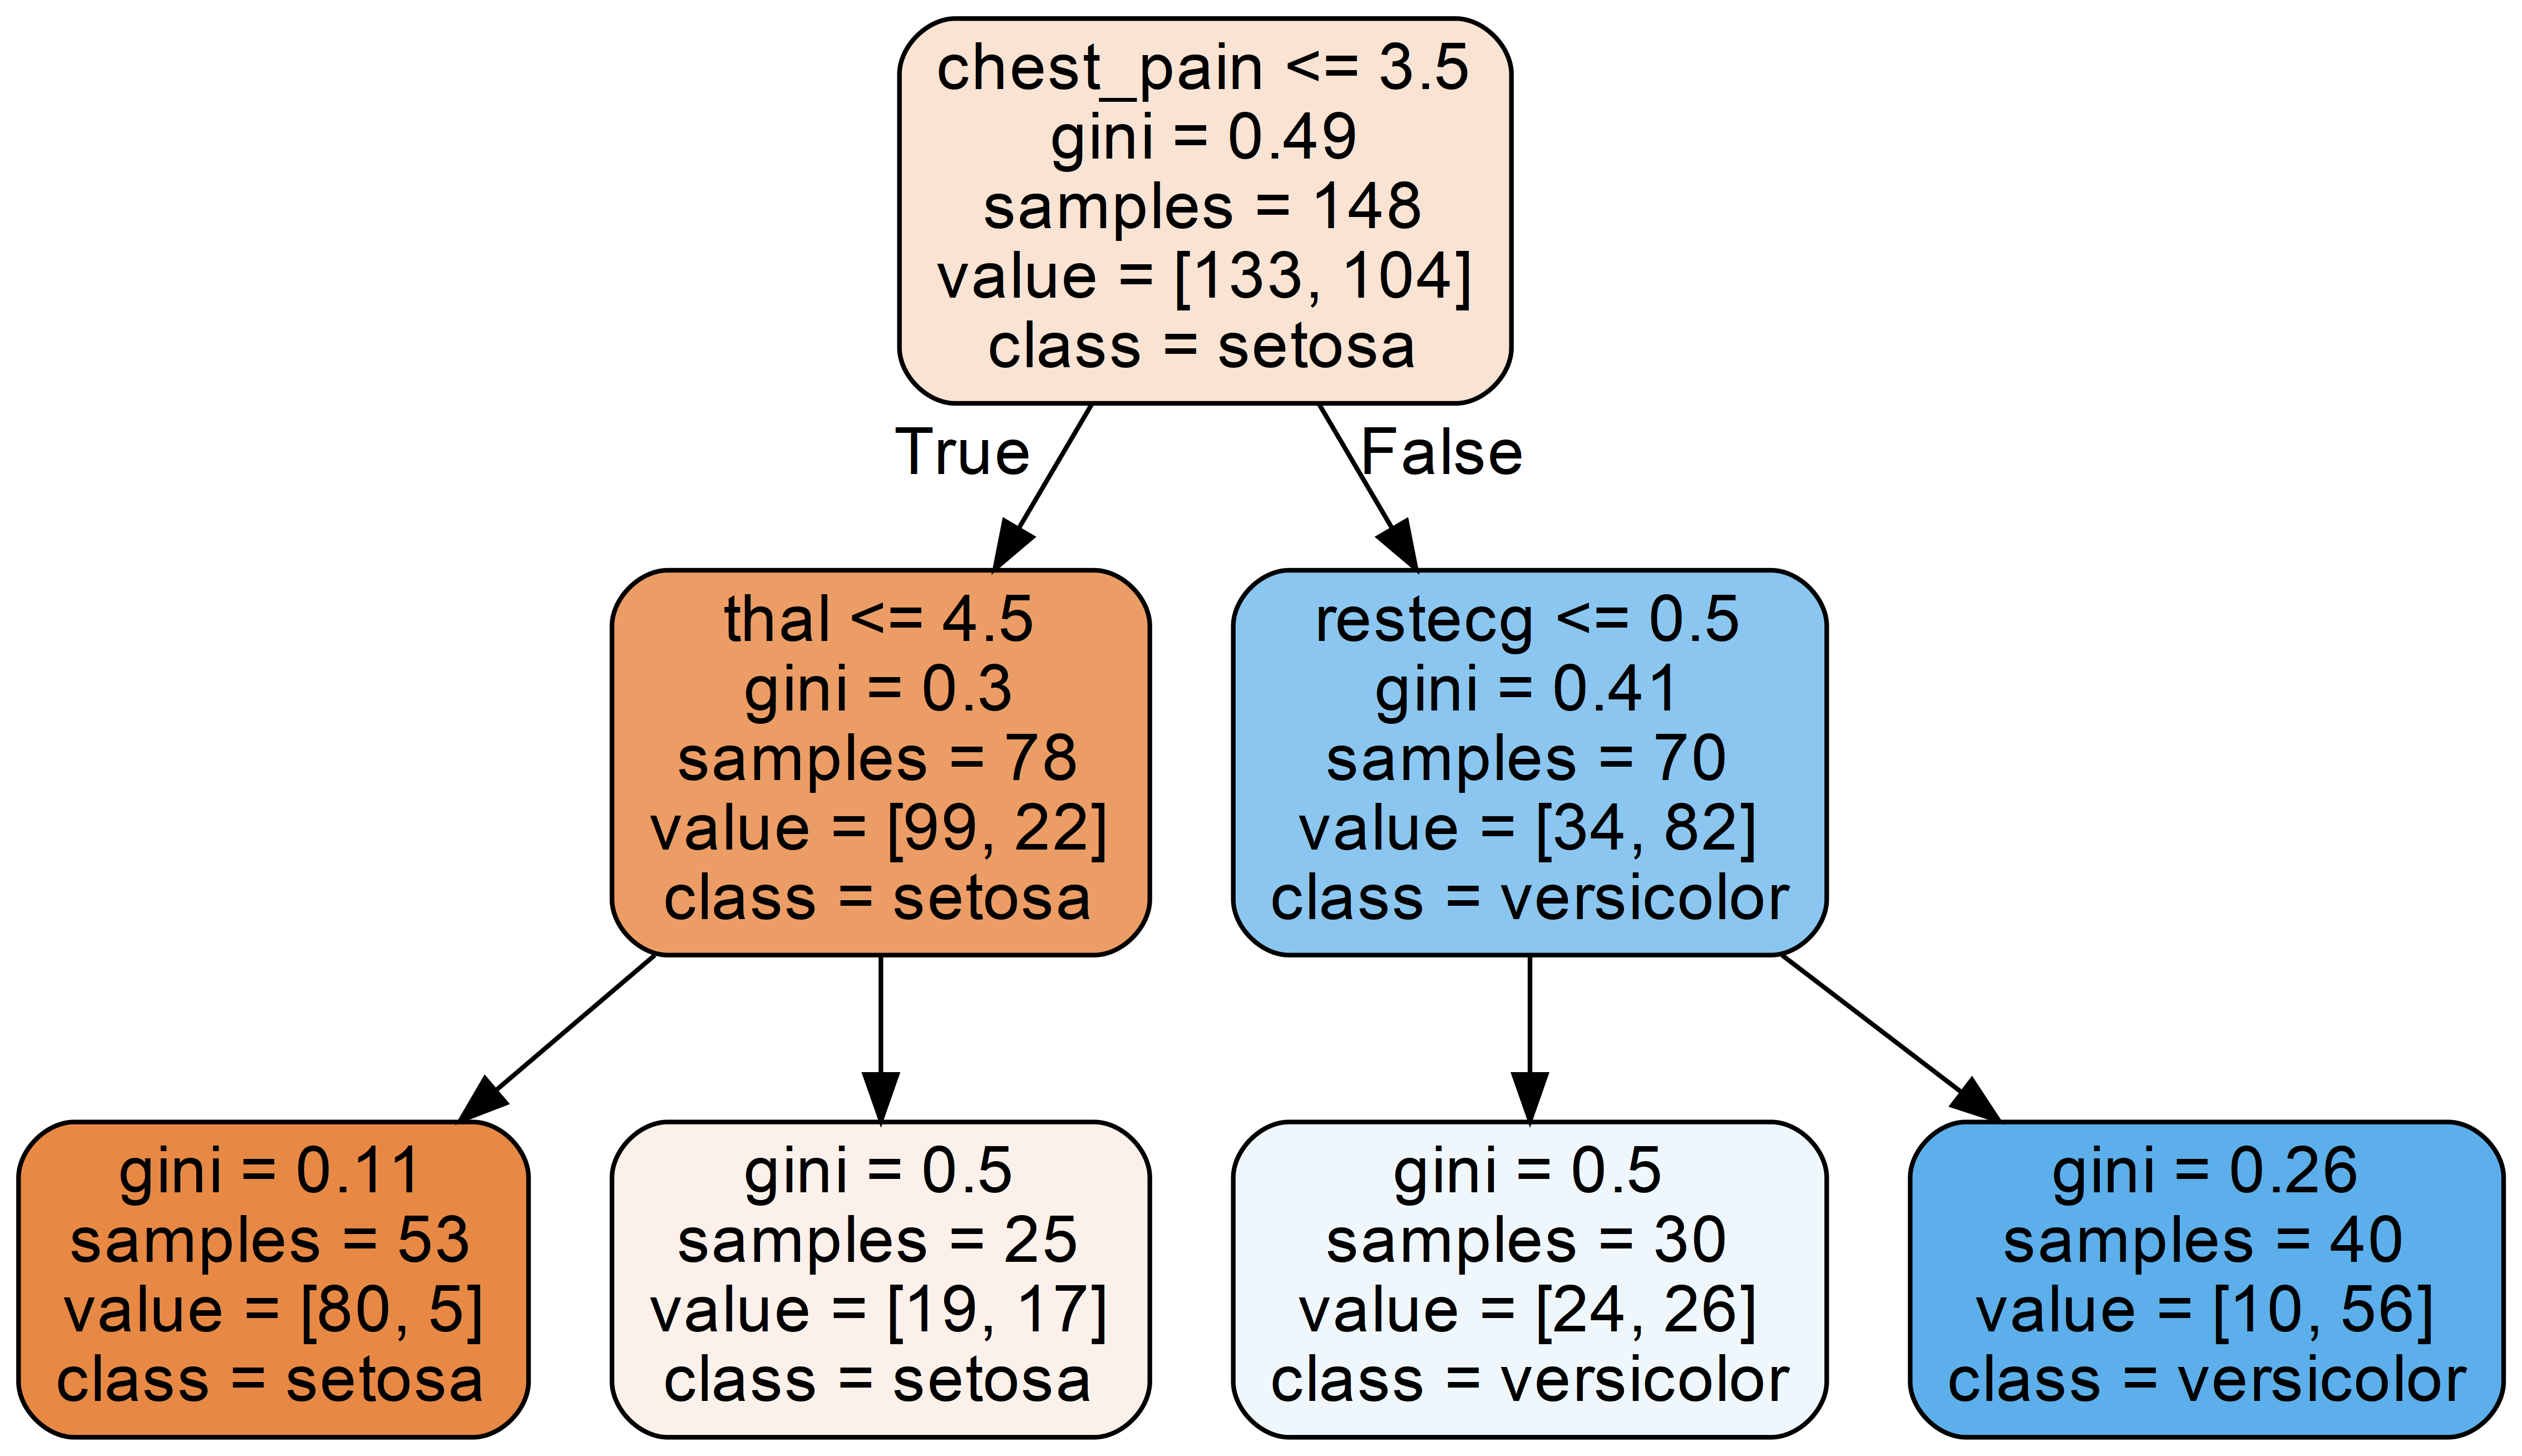 chest_pain <= 3.5
gini = 0.49
samples = 148
value = [133, 104]
class = setosa
True
False
thal <= 4.5
gini = 0.3
samples = 78
value = [99, 22]
class = setosa
restecg <= 0.5
gini = 0.41
samples = 70
value = [34, 82]
class = versicolor
gini = 0.11
samples = 53
value = [80, 5]
class = setosa
gini = 0.5
samples = 25
value = [19, 17]
class = setosa
gini = 0.5
samples = 30
value = [24, 26]
class = versicolor
gini = 0.26
samples = 40
value = [10, 56]
class = versicolor